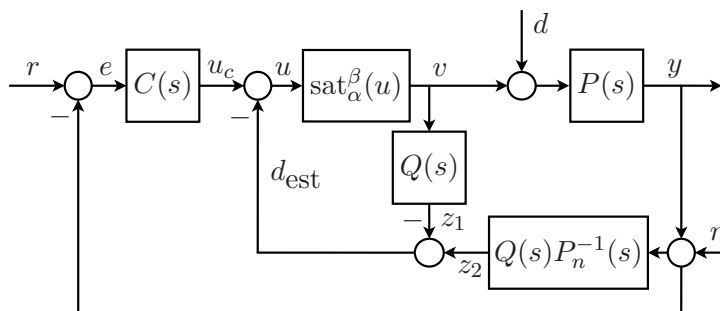 d
r
e
C(s)
u_c
u
sat_α^β(u)
v
P(s)
y
−
−
d_est
Q(s)
−
z_1
z_2
Q(s)P_n^{-1}(s)
n